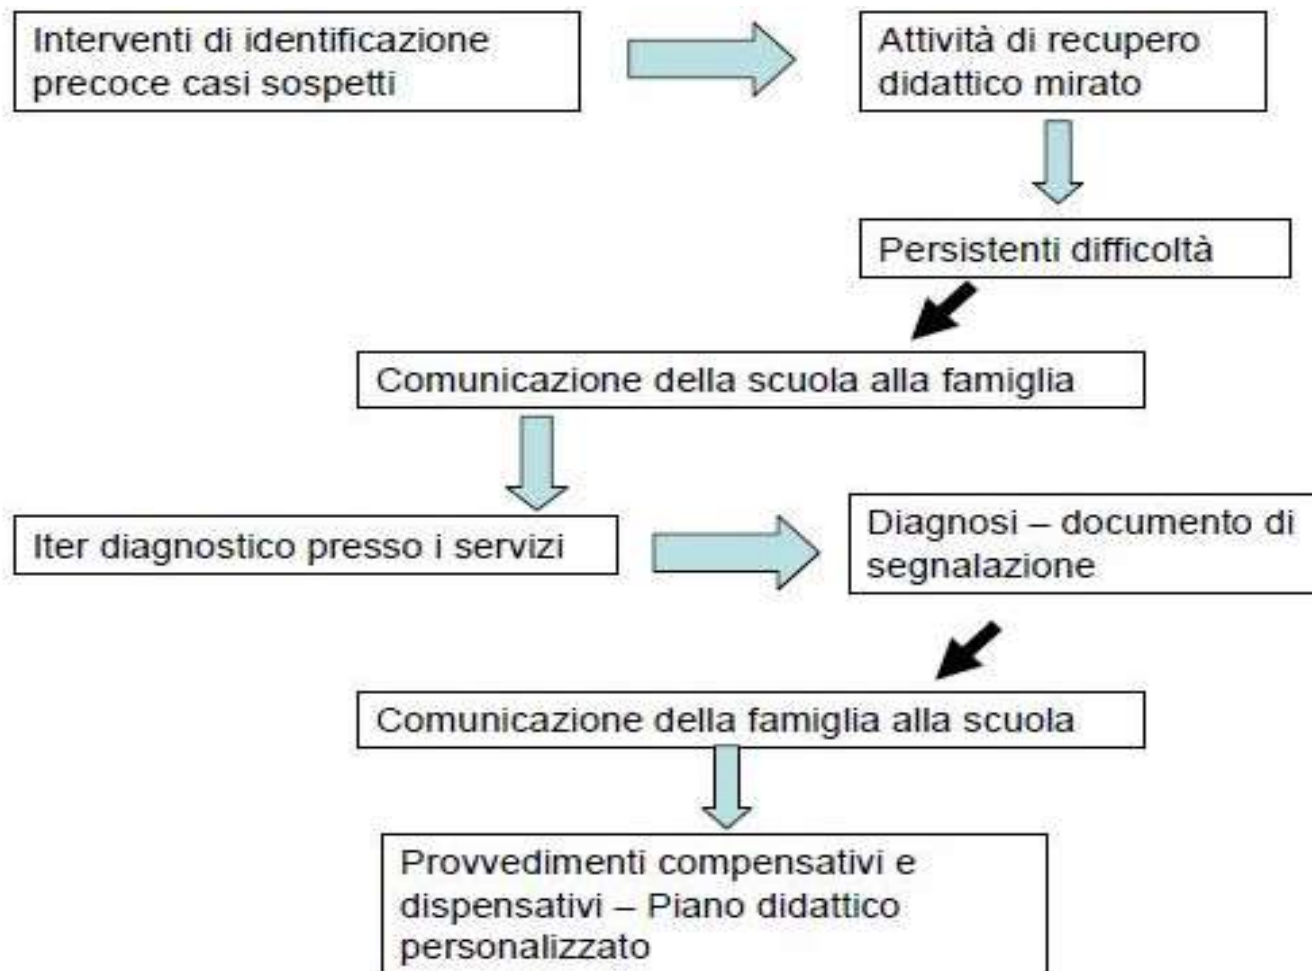 Interventi di identificazione
precoce casi sospetti
Attività di recupero
didattico mirato
Persistenti difficoltà
Comunicazione della scuola alla famiglia
Iter diagnostico presso i servizi
Diagnosi – documento di
segnalazione
Comunicazione della famiglia alla scuola
Provvedimenti compensativi e
dispensativi – Piano didattico
personalizzato